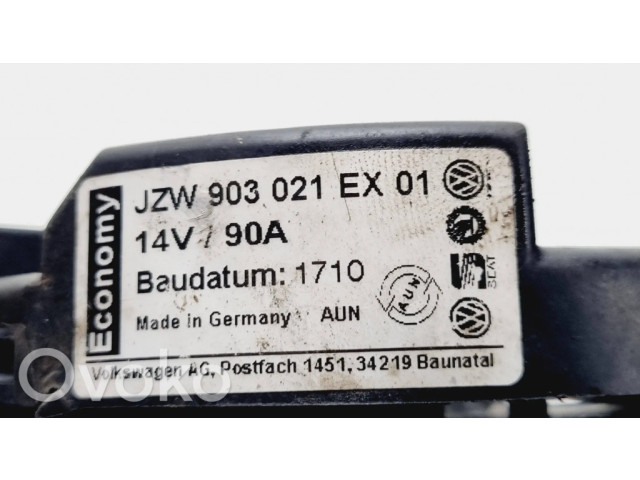 Economy
JZW 903 021 EX 01
14V / 90A
Baudatum: 1710
Made in Germany AUN
AUN
SEAT
Volkswagen AG, Postfach 1451, 34219 Baunatal
Ovoko